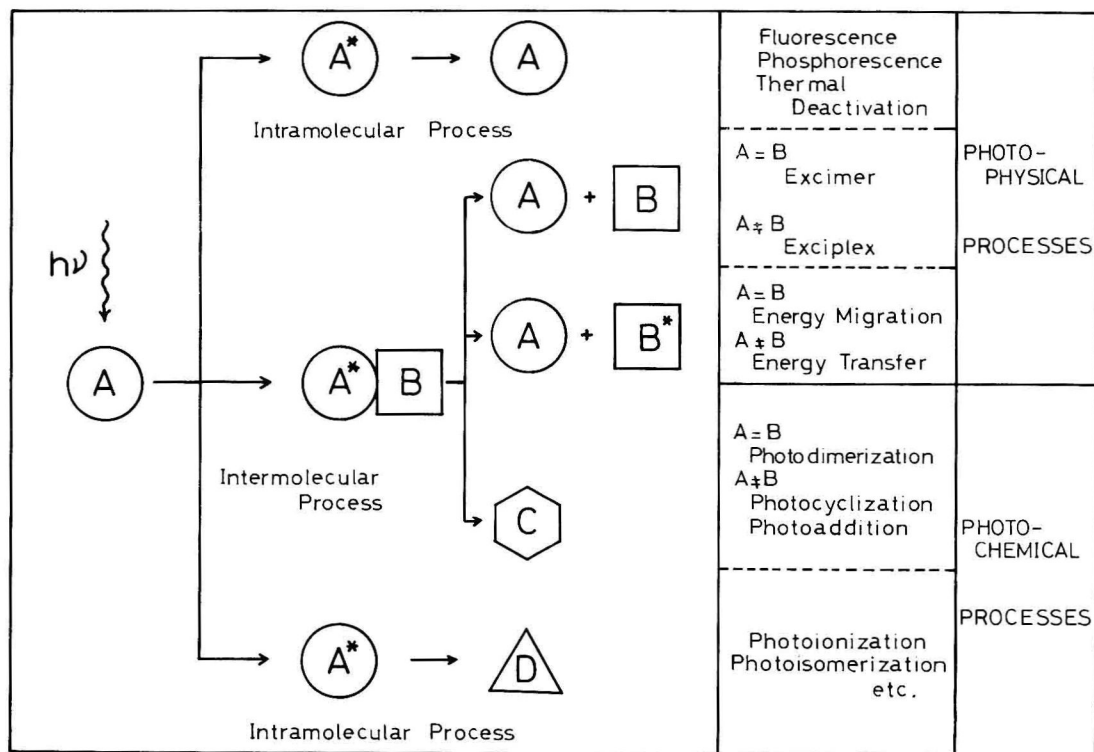 A* A
Intramolecular Process
hν
A
A* B
Intermolecular
Process
A + B
A + B*
C
A* D
Intramolecular Process
Fluorescence
Phosphorescence
Thermal
Deactivation
A = B
Excimer
A ≠ B
Exciplex
A = B
Energy Migration
A ≠ B
Energy Transfer
PHOTO-
PHYSICAL
PROCESSES
A = B
Photodimerization
A ≠ B
Photocyclization
Photoaddition
Photoionization
Photoisomerization
etc.
PHOTO-
CHEMICAL
PROCESSES